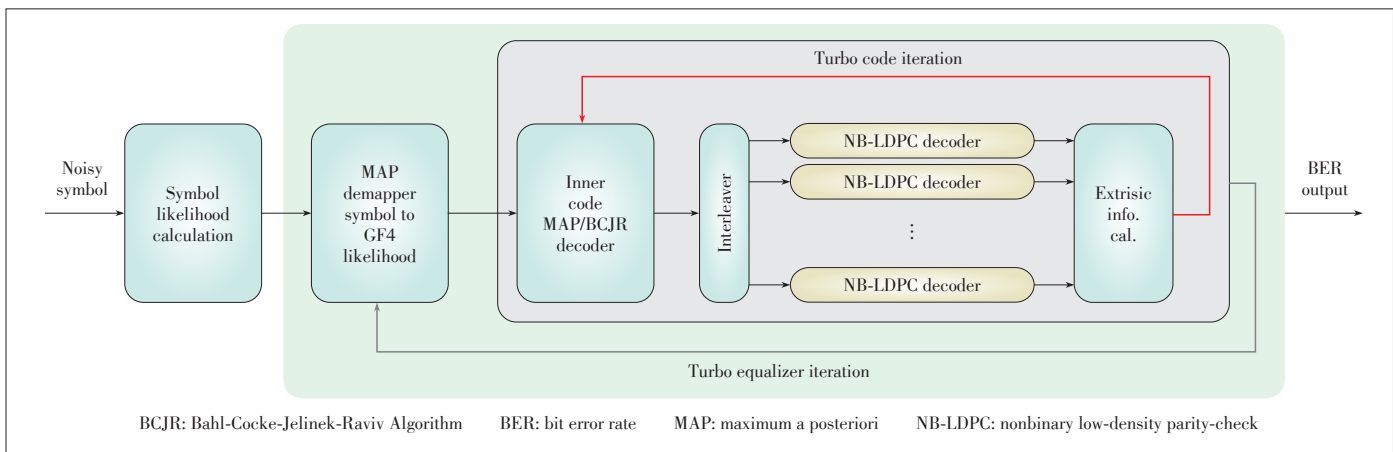 Turbo code iteration
Noisy
symbol
Symbol
likelihood
calculation
MAP
demapper
symbol to
GF4
likelihood
Inner
code
MAP/BCJR
decoder
Interleaver
NB-LDPC decoder
NB-LDPC decoder
...
NB-LDPC decoder
Extrisic
info.
cal.
BER
output
Turbo equalizer iteration
BCJR: Bahl-Cocke-Jelinek-Raviv Algorithm BER: bit error rate MAP: maximum a posteriori NB-LDPC: nonbinary low-density parity-check